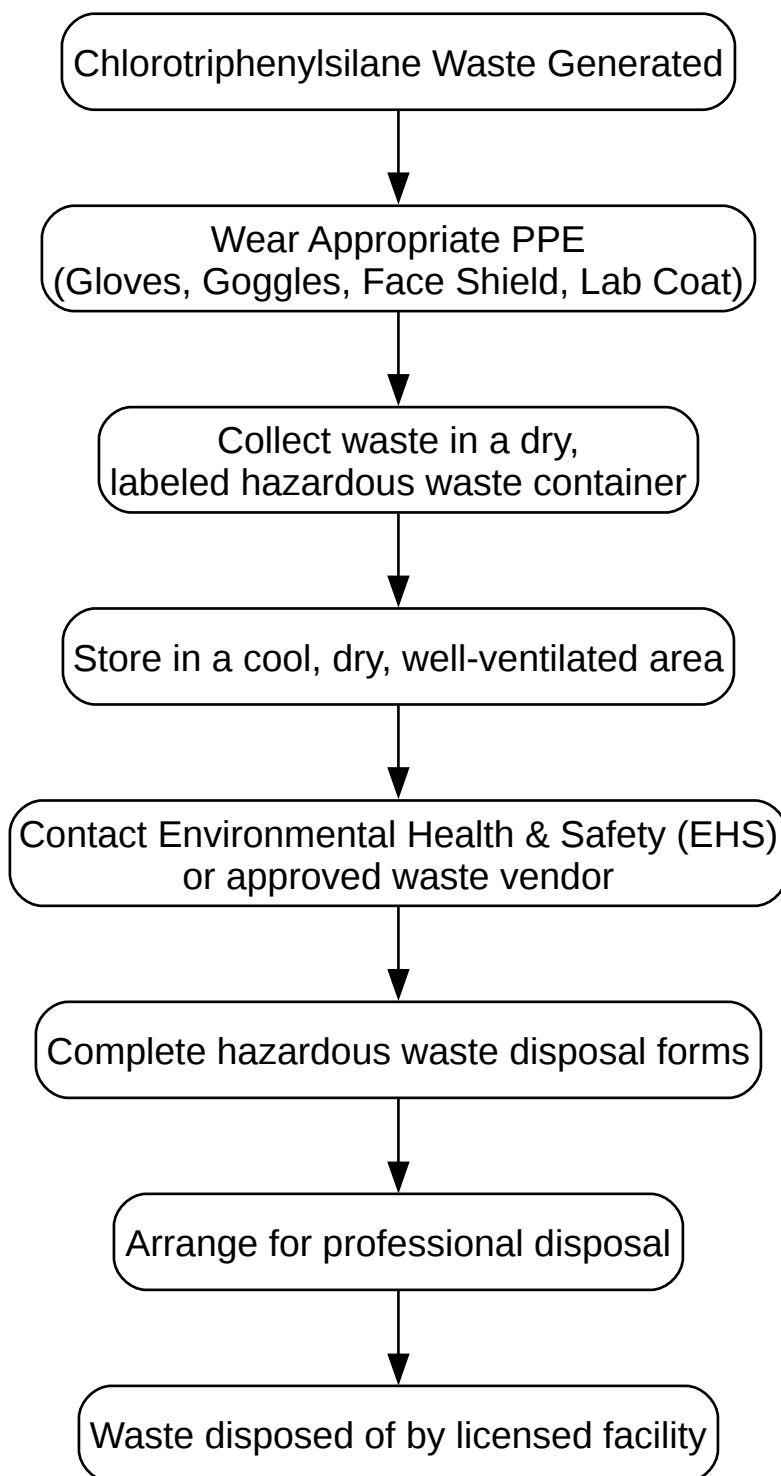 Chlorotriphenylsilane Waste Generated
Wear Appropriate PPE
(Gloves, Goggles, Face Shield, Lab Coat)
Collect waste in a dry,
labeled hazardous waste container
Store in a cool, dry, well-ventilated area
Contact Environmental Health & Safety (EHS)
or approved waste vendor
Complete hazardous waste disposal forms
Arrange for professional disposal
Waste disposed of by licensed facility